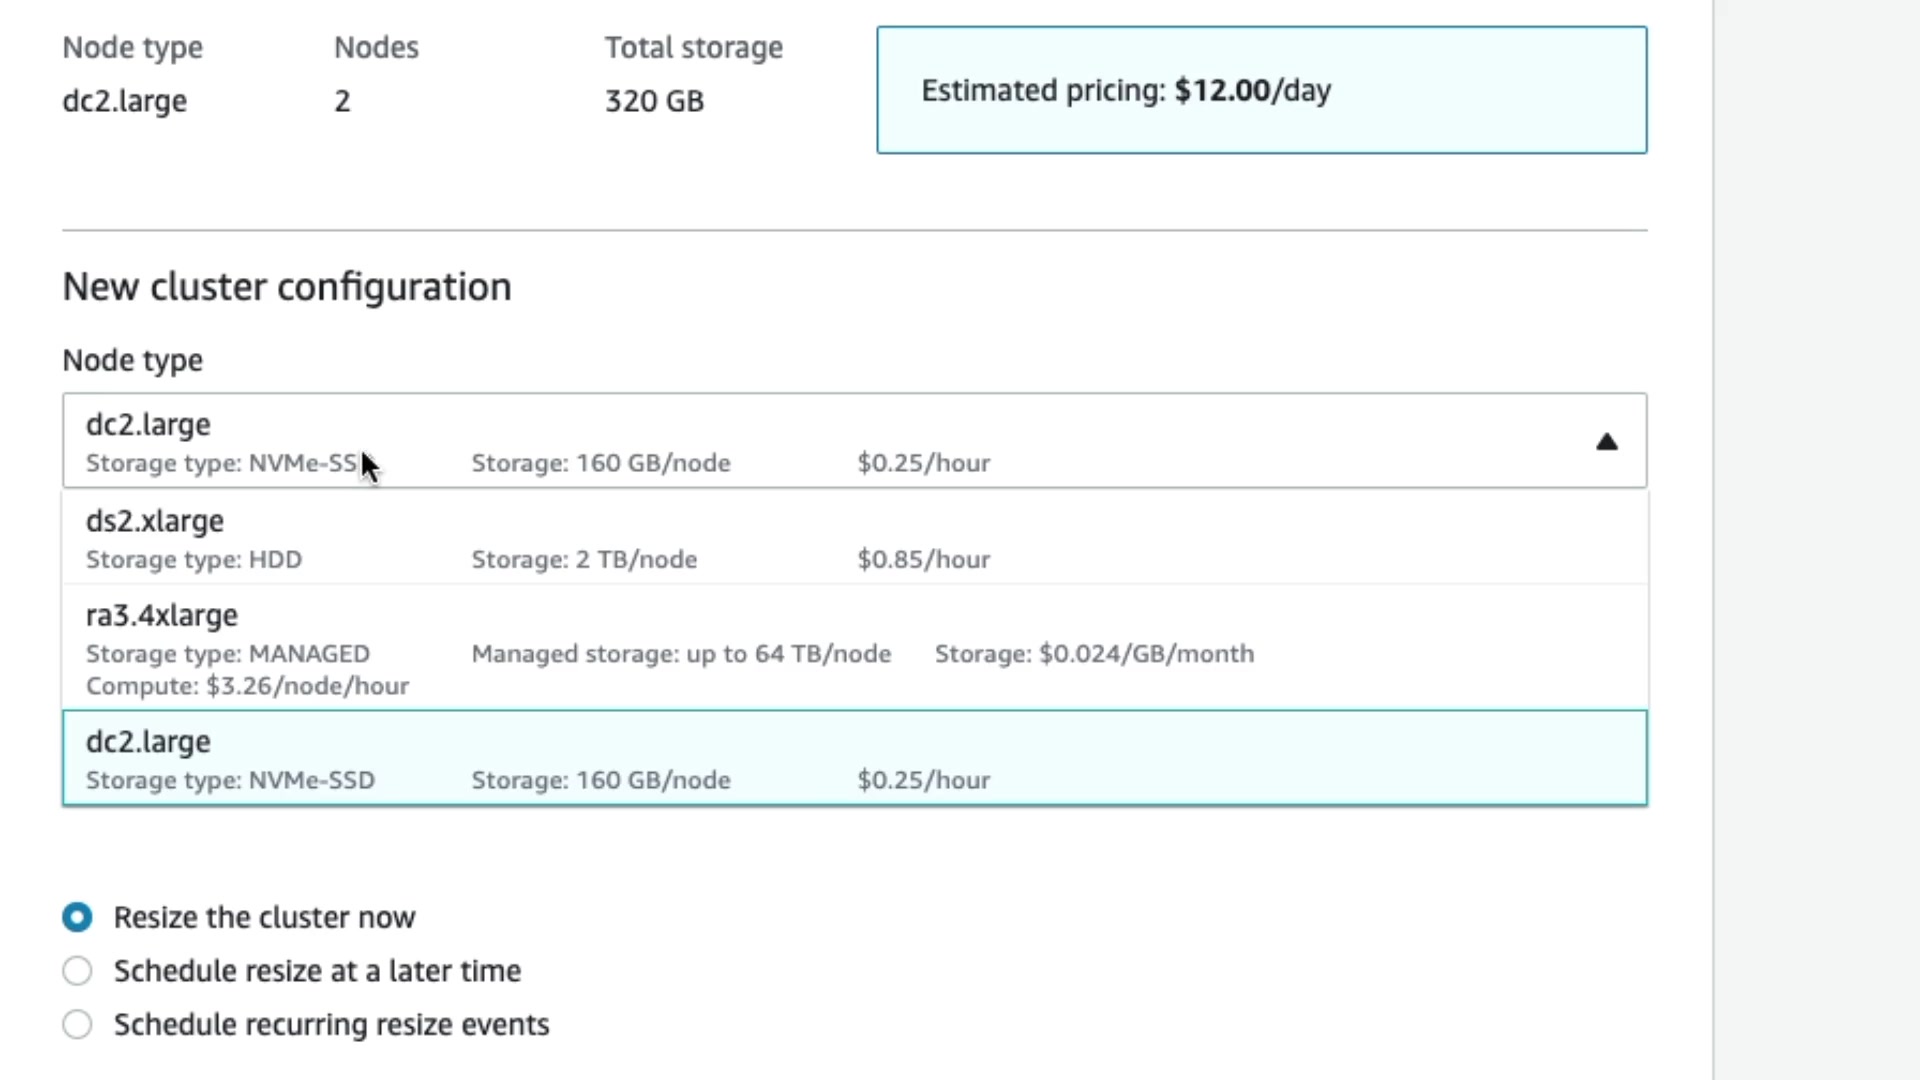 Node type Nodes Total storage
dc2.large 2 320 GB
Estimated pricing: $12.00/day
New cluster configuration
Node type
dc2.large
Storage type: NVMe-SS Storage: 160 GB/node $0.25/hour
ds2.xlarge
Storage type: HDD Storage: 2 TB/node $0.85/hour
ra3.4xlarge
Storage type: MANAGED Managed storage: up to 64 TB/node Storage: $0.024/GB/month
Compute: $3.26/node/hour
dc2.large
Storage type: NVMe-SSD Storage: 160 GB/node $0.25/hour
Resize the cluster now
Schedule resize at a later time
Schedule recurring resize events